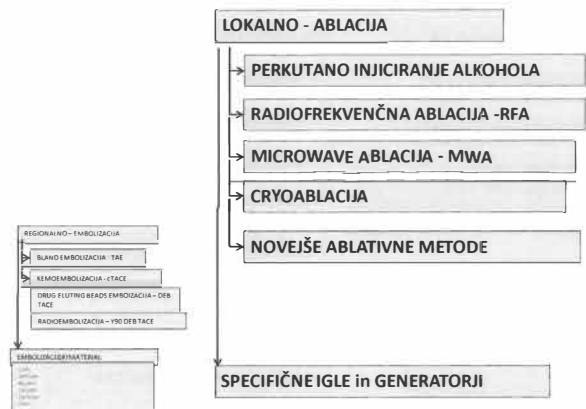 LOKALNO - ABLACIJA
PERKUTANO INJICIRANJE ALKOHOLA
RADIOFREKVENČNA ABLACIJA -RFA
MICROWAVE ABLACIJA - MWA
CRYOABLACIJA
NOVEJŠE ABLATIVNE METODE
SPECIFIČNE IGLE in GENERATORJI
REGIONALNO – EMBOLIZACIJA
BLAND EMBOLIZACIJA TAE
KEMOEMBOLIZACIJA - cTACE
DRUG ELUTING BEADS EMBOIZACIJA – DEB
TACE
RADIOEMBOLIZACIJA – Y90 DEB TACE
EMBOLIZACIJSKI MATERIAL